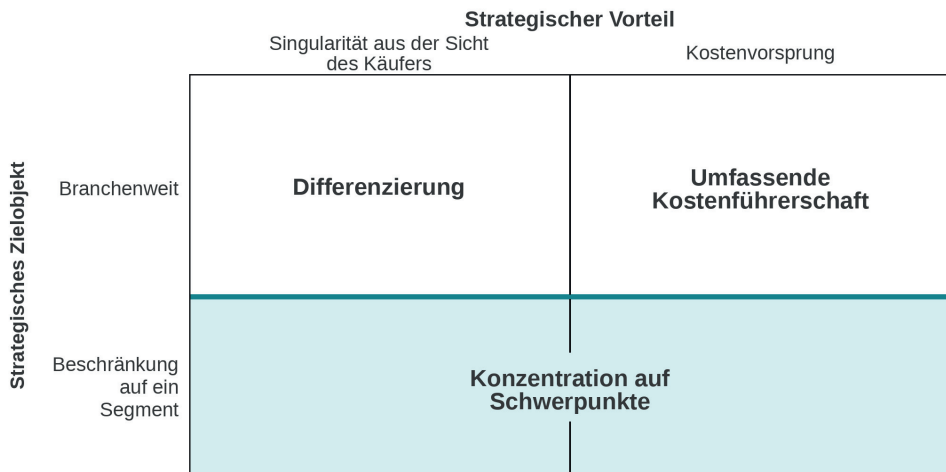 Strategischer Vorteil
Singularität aus der Sicht
des Käufers
Kostenvorsprung
Strategisches Zielobjekt
Branchenweit
Differenzierung
Umfassende
Kostenführerschaft
Beschränkung
auf ein
Segment
Konzentration auf
Schwerpunkte